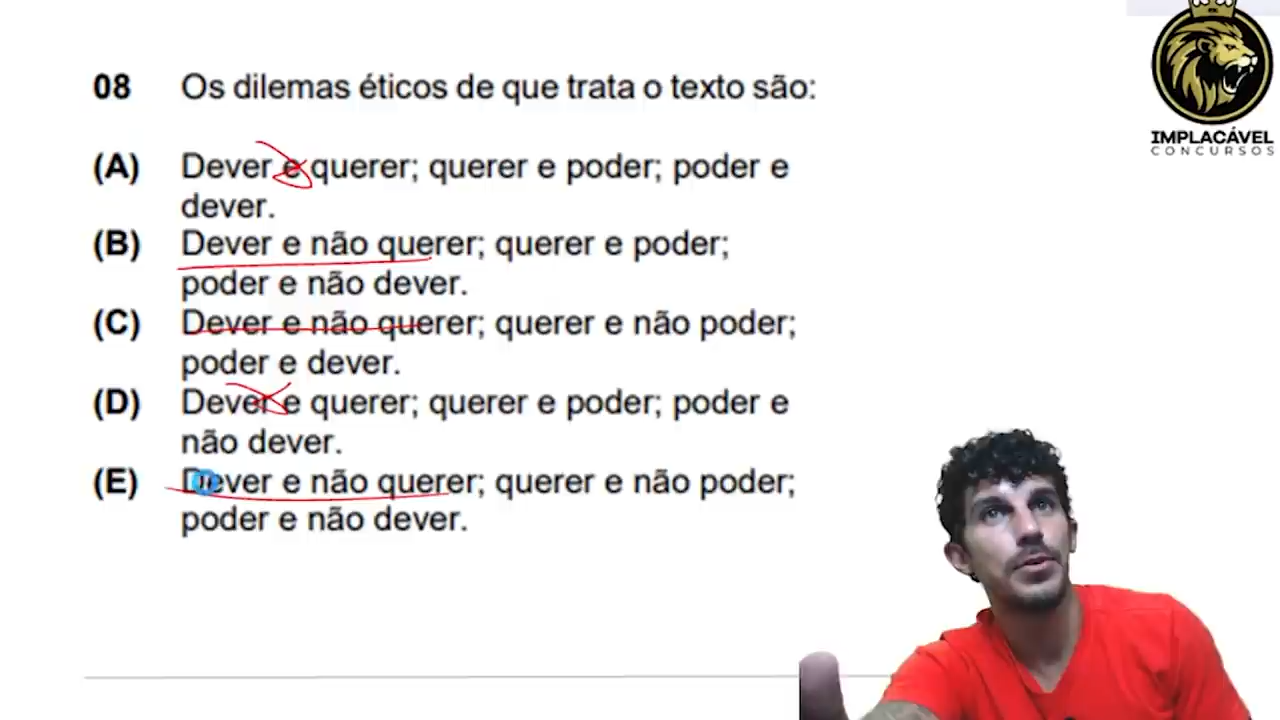 IMPLACÁVEL
CONCURSOS
08 Os dilemas éticos de que trata o texto são:
(A) Dever e querer; querer e poder; poder e
dever.
(B) Dever e não querer; querer e poder;
poder e não dever.
(C) Dever e não querer; querer e não poder;
poder e dever.
(D) Dever e querer; querer e poder; poder e
não dever.
(E) Dever e não querer; querer e não poder;
poder e não dever.